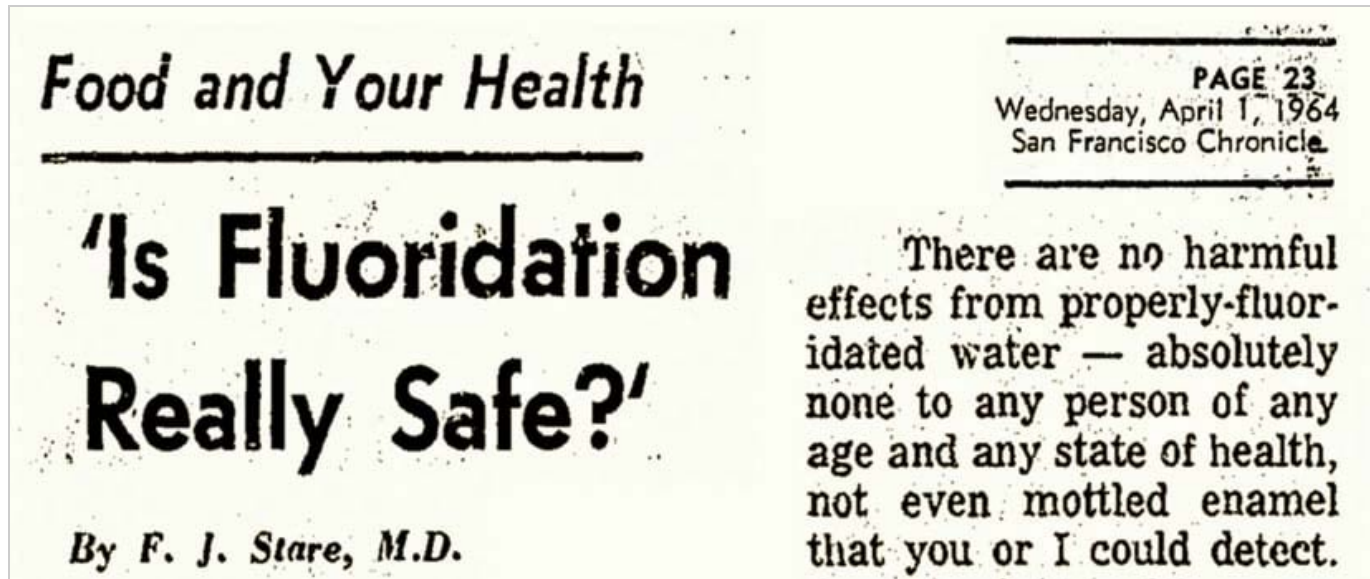 Food and Your Health
'Is Fluoridation
Really Safe?'
By F. J. Stare, M.D.
PAGE 23
Wednesday, April 1, 1964
San Francisco Chronicle
There are no harmful
effects from properly-fluor-
idated water — absolutely
none to any person of any
age and any state of health,
not even mottled enamel
that you or I could detect.